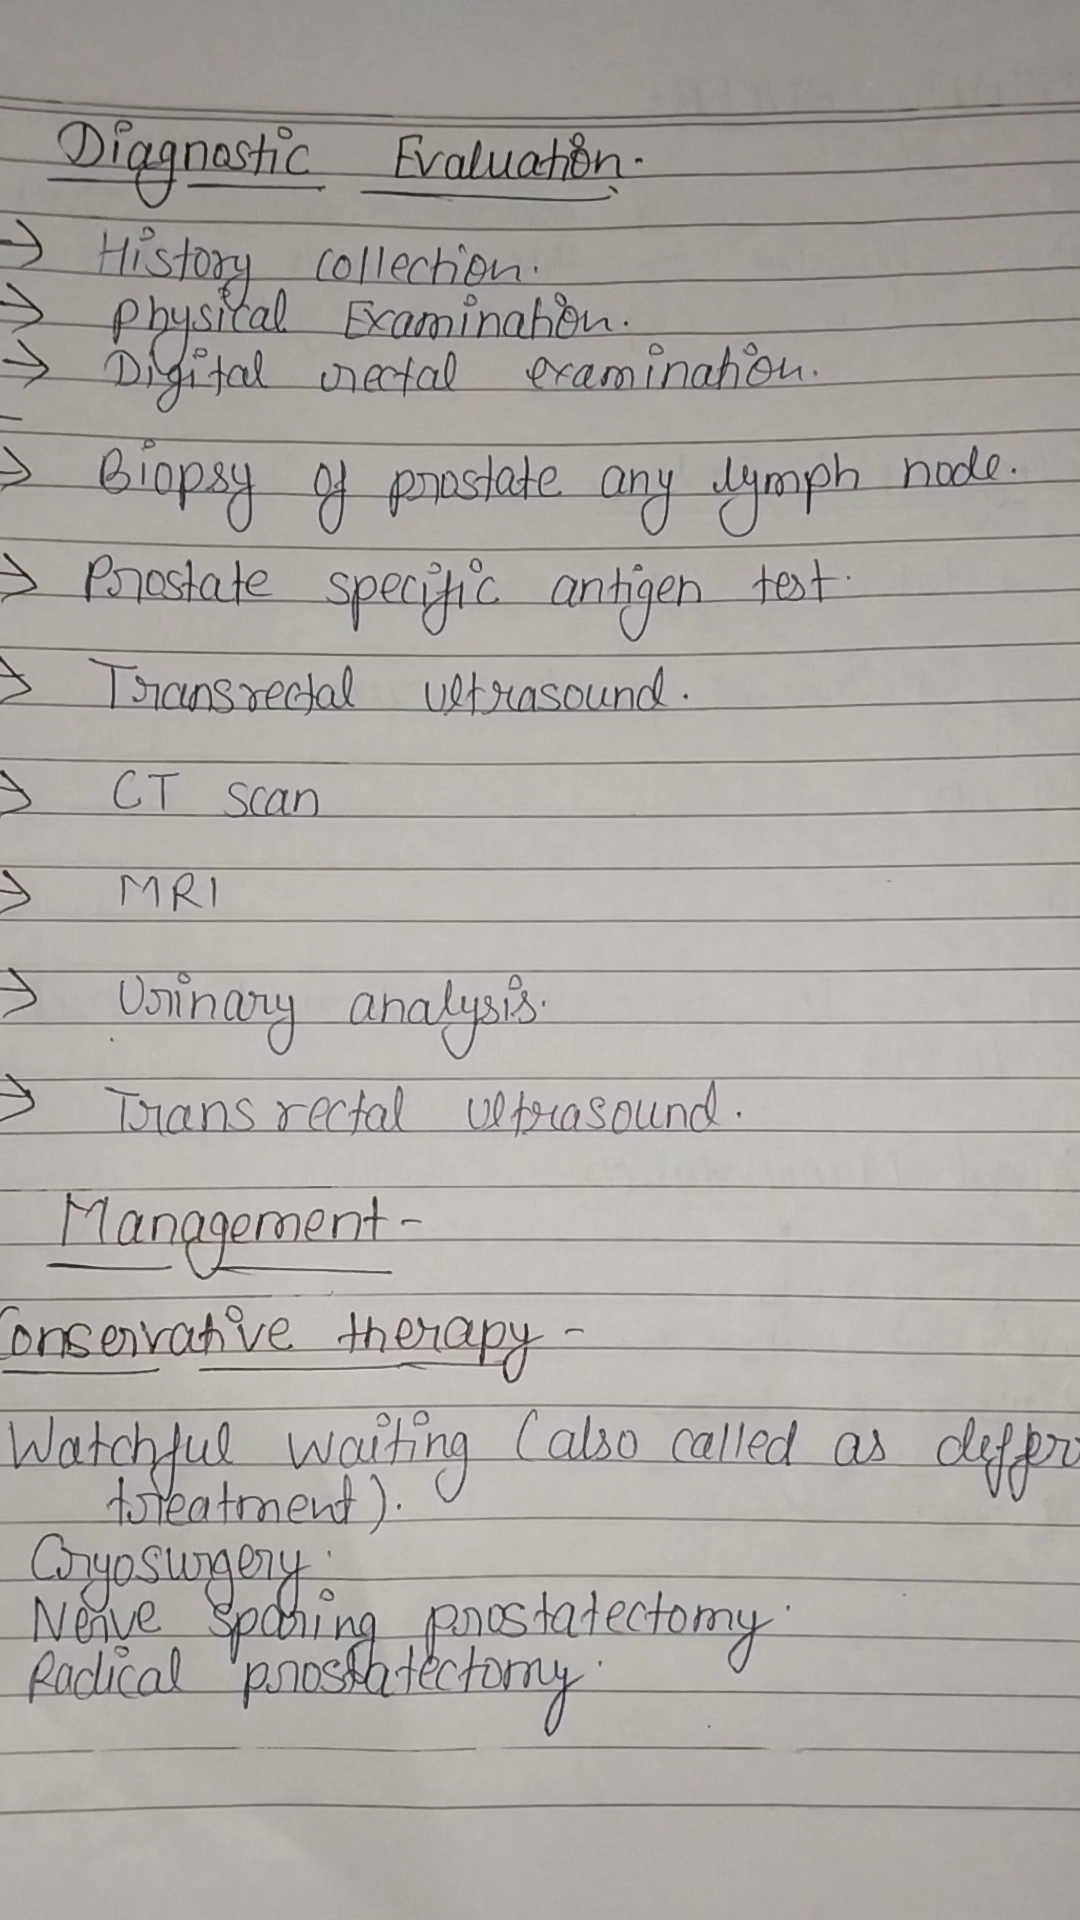 Diagnostic Evaluation.
→ History collection.
→ Physical Examination.
→ Digital rectal examination.
→ Biopsy of prostate any lymph node.
→ Prostate specific antigen test.
→ Transrectal ultrasound.
→ CT scan
→ MRI
→ Urinary analysis.
→ Trans rectal ultrasound.
Management -
Conservative therapy -
Watchful waiting (also called as
treatment).
Cryosurgery.
Nerve sparing prostatectomy.
Radical prostatectomy.